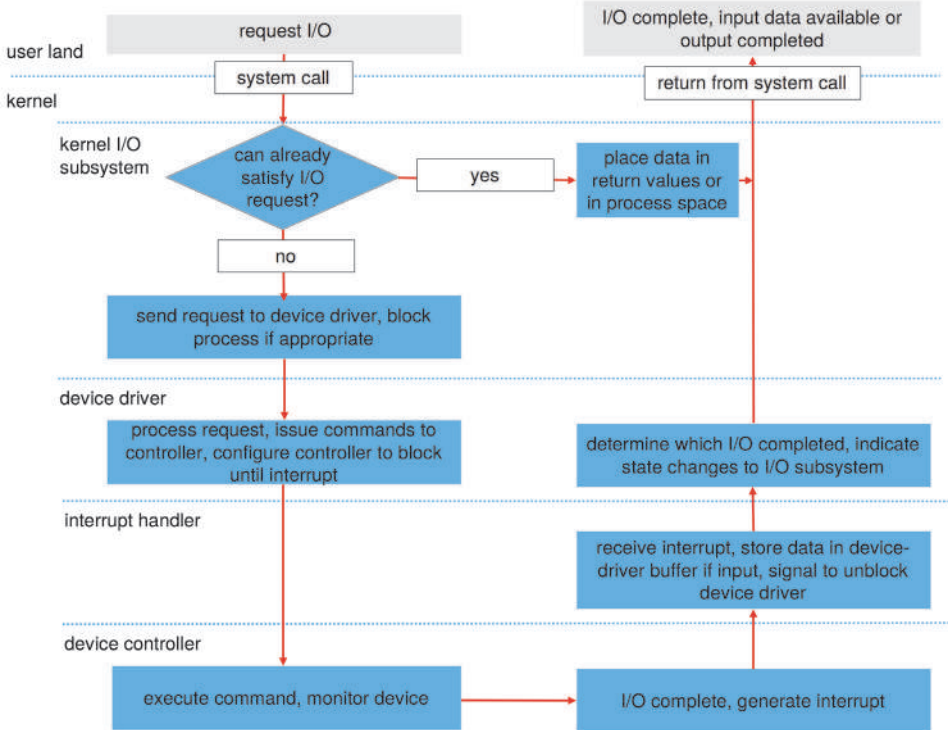 request I/O
I/O complete, input data available or
output completed
user land
system call
return from system call
kernel
kernel I/O
subsystem
can already
satisfy I/O
request?
yes
place data in
return values or
in process space
no
send request to device driver, block
process if appropriate
device driver
process request, issue commands to
controller, configure controller to block
until interrupt
determine which I/O completed, indicate
state changes to I/O subsystem
interrupt handler
receive interrupt, store data in device-
driver buffer if input, signal to unblock
device driver
device controller
execute command, monitor device
I/O complete, generate interrupt